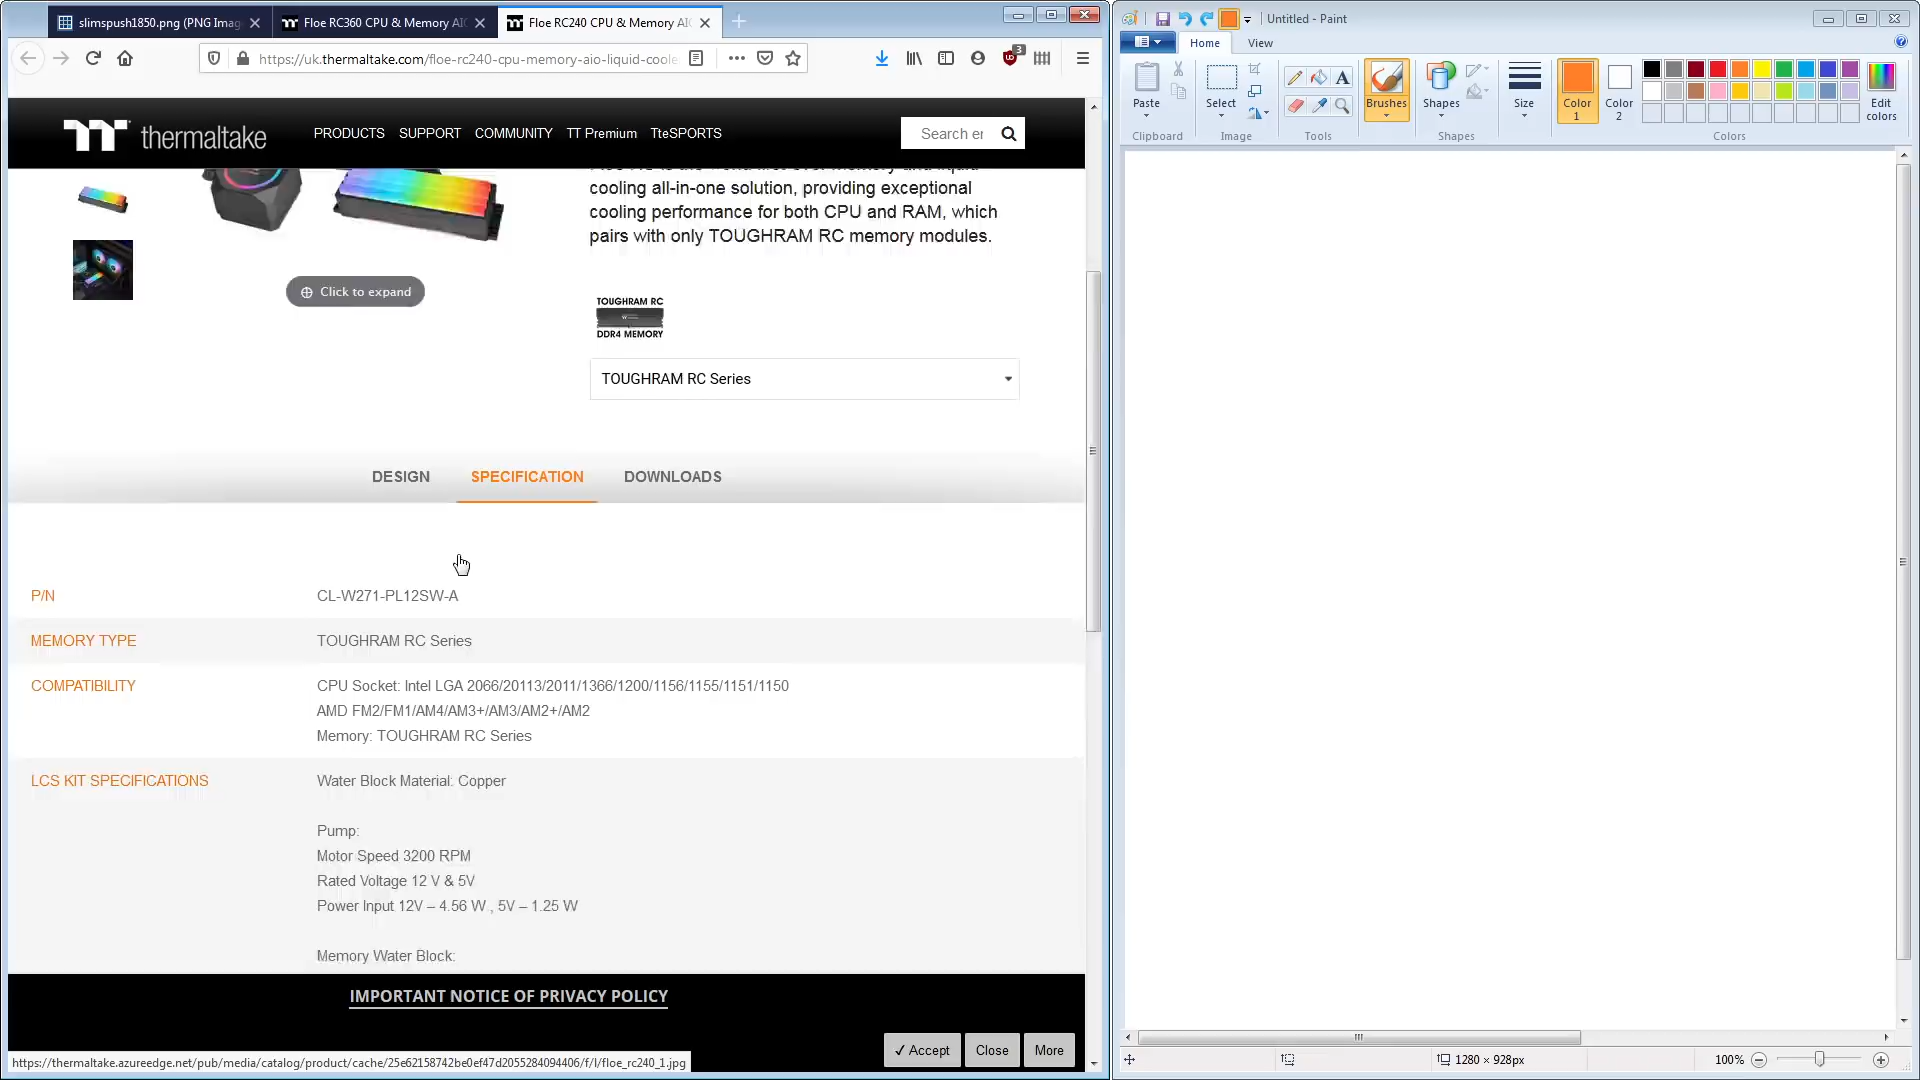 slimspush1850.png (PNG Imag
Floe RC360 CPU & Memory AIO
Floe RC240 CPU & Memory AIO
Untitled - Paint
https://uk.thermaltake.com/floe-rc240-cpu-memory-aio-liquid-coole
3
Home
View
Paste
Select
Brushes
Shapes
Size
Color
1
Color
2
Edit
colors
Clipboard
Image
Tools
Shapes
Colors
thermaltake
PRODUCTS
SUPPORT
COMMUNITY
TT Premium
TteSPORTS
Search er
cooling all-in-one solution, providing exceptional
cooling performance for both CPU and RAM, which
pairs with only TOUGHRAM RC memory modules.
Click to expand
TOUGHRAM RC
DDR4 MEMORY
TOUGHRAM RC Series
DESIGN
SPECIFICATION
DOWNLOADS
P/N
CL-W271-PL12SW-A
MEMORY TYPE
TOUGHRAM RC Series
COMPATIBILITY
CPU Socket: Intel LGA 2066/20113/2011/1366/1200/1156/1155/1151/1150
AMD FM2/FM1/AM4/AM3+/AM3/AM2+/AM2
Memory: TOUGHRAM RC Series
LCS KIT SPECIFICATIONS
Water Block Material: Copper
Pump:
Motor Speed 3200 RPM
Rated Voltage 12 V & 5V
Power Input 12V – 4.56 W , 5V – 1.25 W
Memory Water Block:
IMPORTANT NOTICE OF PRIVACY POLICY
✓ Accept
Close
More
https://thermaltake.azureedge.net/pub/media/catalog/product/cache/25e62158742be0ef47d2055284094406/f/l/floe_rc240_1.jpg
1280 × 928px
100%